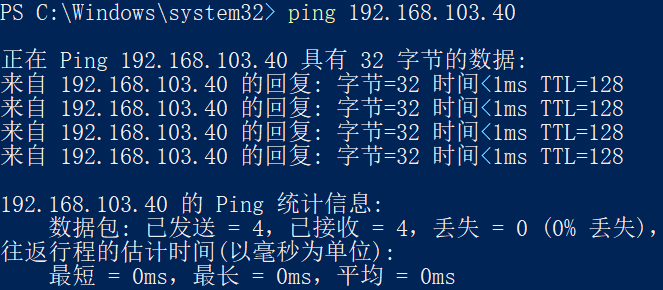 PS C:\Windows\system32> ping 192.168.103.40
正在 Ping 192.168.103.40 具有 32 字节的数据:
来自 192.168.103.40 的回复: 字节=32 时间<1ms TTL=128
来自 192.168.103.40 的回复: 字节=32 时间<1ms TTL=128
来自 192.168.103.40 的回复: 字节=32 时间<1ms TTL=128
来自 192.168.103.40 的回复: 字节=32 时间<1ms TTL=128
192.168.103.40 的 Ping 统计信息:
数据包: 已发送 = 4，已接收 = 4，丢失 = 0 (0% 丢失)，
往返行程的估计时间(以毫秒为单位):
最短 = 0ms，最长 = 0ms，平均 = 0ms